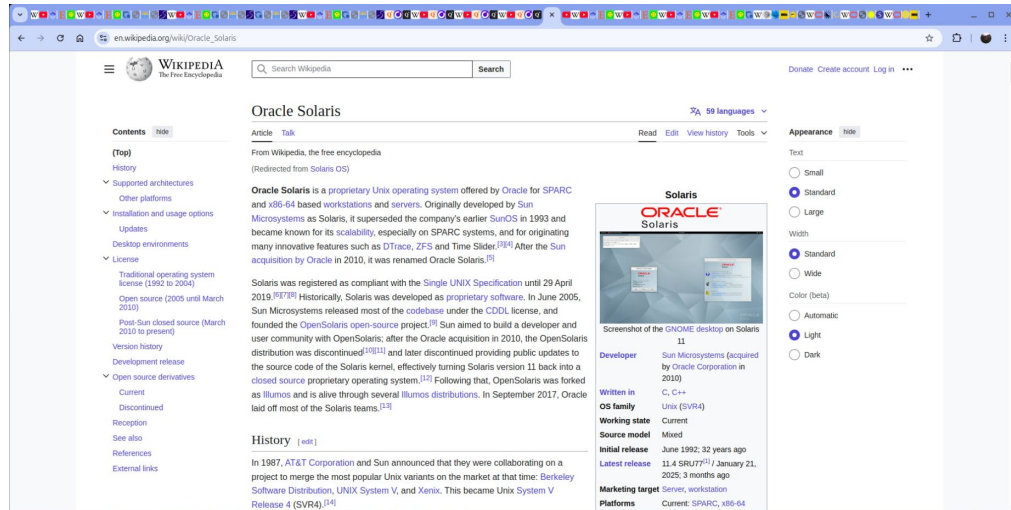 en.wikipedia.org/wiki/Oracle_Solaris
WIKIPEDIA
The Free Encyclopedia
Search Wikipedia
Search
Donate Create account Log in
Contents hide
(Top)
History
Supported architectures
Other platforms
Installation and usage options
Updates
Desktop environments
License
Traditional operating system
license (1992 to 2004)
Open source (2005 until March
2010)
Post-Sun closed source (March
2010 to present)
Version history
Development release
Open source derivatives
Current
Discontinued
Reception
See also
References
External links
Oracle Solaris
59 languages
Article Talk
Read Edit View history Tools
From Wikipedia, the free encyclopedia
(Redirected from Solaris OS)
Oracle Solaris is a proprietary Unix operating system offered by Oracle for SPARC
and x86-64 based workstations and servers. Originally developed by Sun
Microsystems as Solaris, it superseded the company's earlier SunOS in 1993 and
became known for its scalability, especially on SPARC systems, and for originating
many innovative features such as DTrace, ZFS and Time Slider.[3][4] After the Sun
acquisition by Oracle in 2010, it was renamed Oracle Solaris.[5]
Solaris was registered as compliant with the Single UNIX Specification until 29 April
2019.[6][7][8] Historically, Solaris was developed as proprietary software. In June 2005,
Sun Microsystems released most of the codebase under the CDDL license, and
founded the OpenSolaris open-source project.[9] Sun aimed to build a developer and
user community with OpenSolaris; after the Oracle acquisition in 2010, the OpenSolaris
distribution was discontinued[10][11] and later discontinued providing public updates to
the source code of the Solaris kernel, effectively turning Solaris version 11 back into a
closed source proprietary operating system.[12] Following that, OpenSolaris was forked
as Illumos and is alive through several Illumos distributions. In September 2017, Oracle
laid off most of the Solaris teams.[13]
History [ edit ]
In 1987, AT&T Corporation and Sun announced that they were collaborating on a
project to merge the most popular Unix variants on the market at that time: Berkeley
Software Distribution, UNIX System V, and Xenix. This became Unix System V
Release 4 (SVR4).[14]
Solaris
ORACLE
Solaris
Screenshot of the GNOME desktop on Solaris
11
Developer Sun Microsystems (acquired
by Oracle Corporation in
2010)
Written in C, C++
OS family Unix (SVR4)
Working state Current
Source model Mixed
Initial release June 1992; 32 years ago
Latest release 11.4 SRU77[1] / January 21,
2025; 3 months ago
Marketing target Server, workstation
Platforms Current: SPARC, x86-64
Appearance hide
Text
Small
Standard
Large
Width
Standard
Wide
Color (beta)
Automatic
Light
Dark